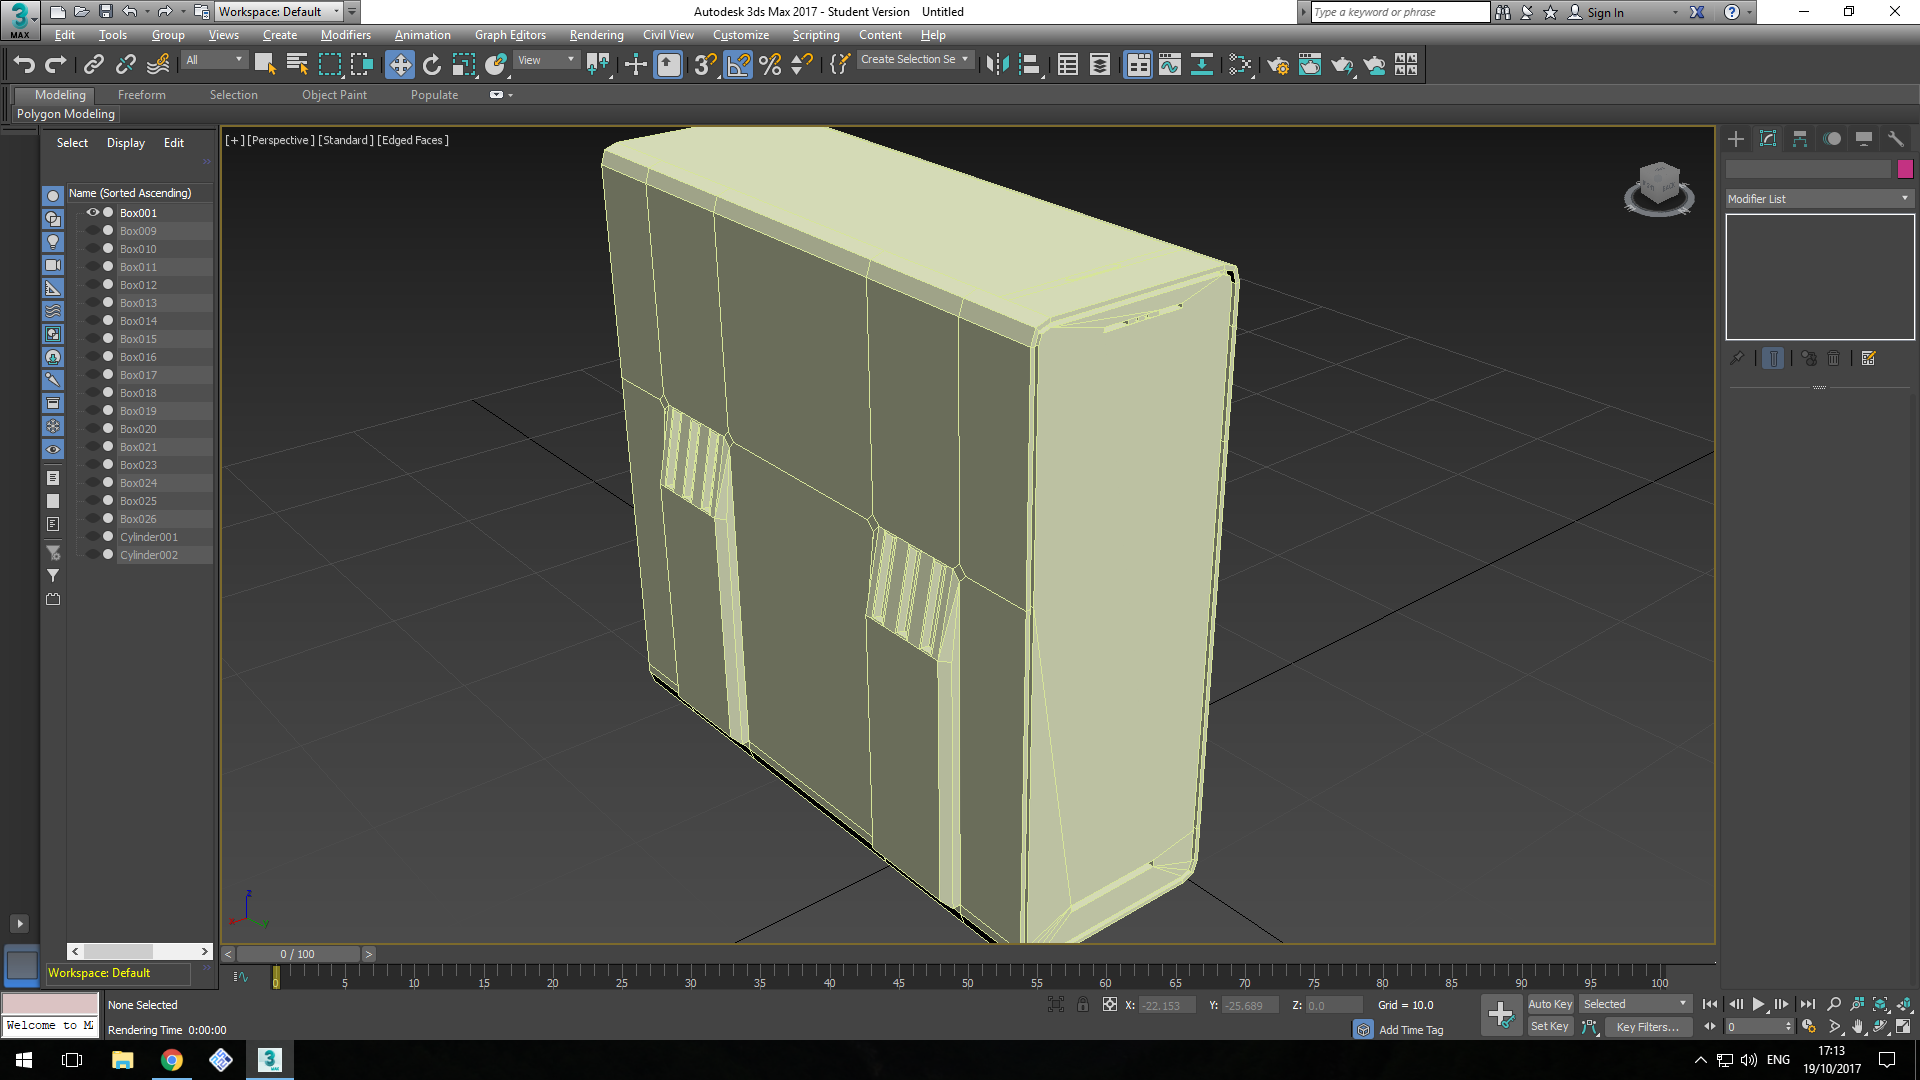 Workspace: Default
Autodesk 3ds Max 2017 - Student Version    Untitled
Type a keyword or phrase
Sign In
3
MAX
Edit Tools Group Views Create Modifiers Animation Graph Editors Rendering Civil View Customize Scripting Content Help
All
View
Create Selection Se
Modeling Freeform Selection Object Paint Populate
Polygon Modeling
Select Display Edit
[+] [Perspective ] [Standard ] [Edged Faces ]
Name (Sorted Ascending)
Box001
Box009
Box010
Box011
Box012
Box013
Box014
Box015
Box016
Box017
Box018
Box019
Box020
Box021
Box023
Box024
Box025
Box026
Cylinder001
Cylinder002
Modifier List
z
x
y
0 / 100
Workspace: Default
0 5 10 15 20 25 30 35 40 45 50 55 60 65 70 75 80 85 90 95 100
None Selected
X: -22.153 Y: -25.689 Z: 0.0 Grid = 10.0
Auto Key Selected
Welcome to M
Rendering Time 0:00:00
Add Time Tag
Set Key Key Filters...
0
ENG
17:13
19/10/2017